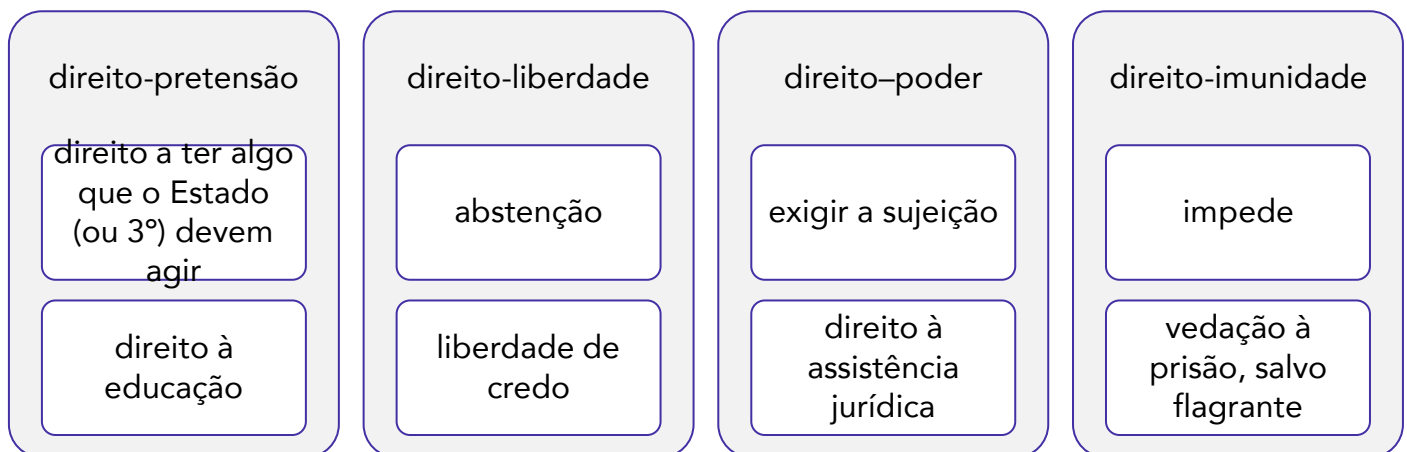 direito-pretensão
direito a ter algo
que o Estado
(ou 3º) devem
agir
direito à
educação
direito-liberdade
abstenção
liberdade de
credo
direito–poder
exigir a sujeição
direito à
assistência
jurídica
direito-imunidade
impede
vedação à
prisão, salvo
flagrante